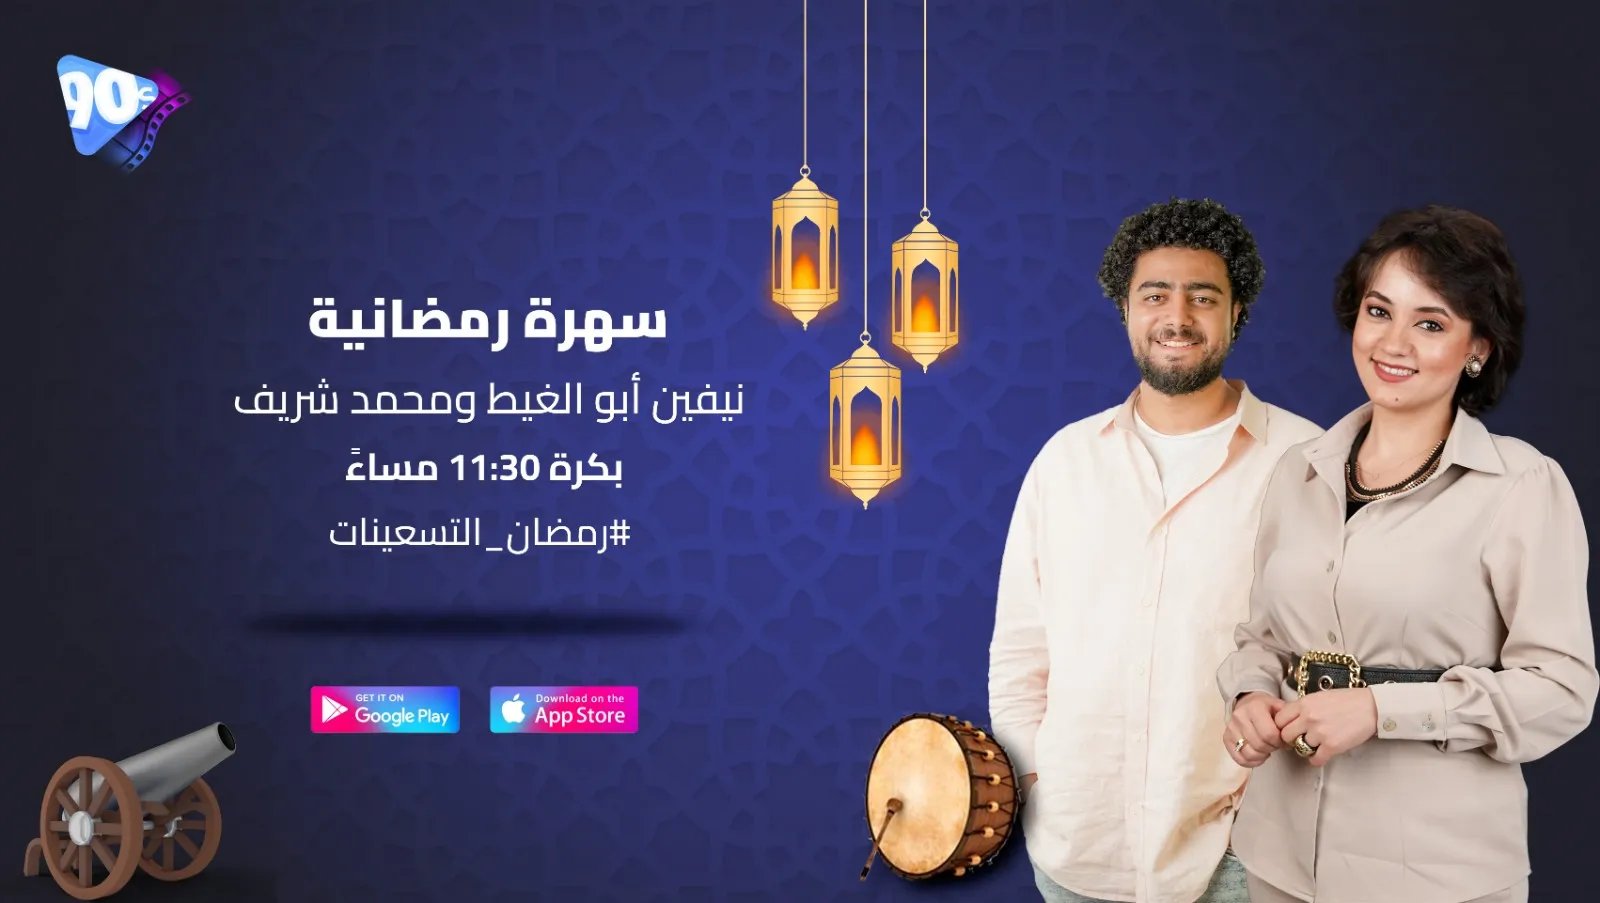 90
سهرة رمضانية
نيفين أبو الغيط ومحمد شريف
بكرة 11:30 مساءً
#رمضان_التسعينات
GET IT ON
Google Play
Download on the
App Store